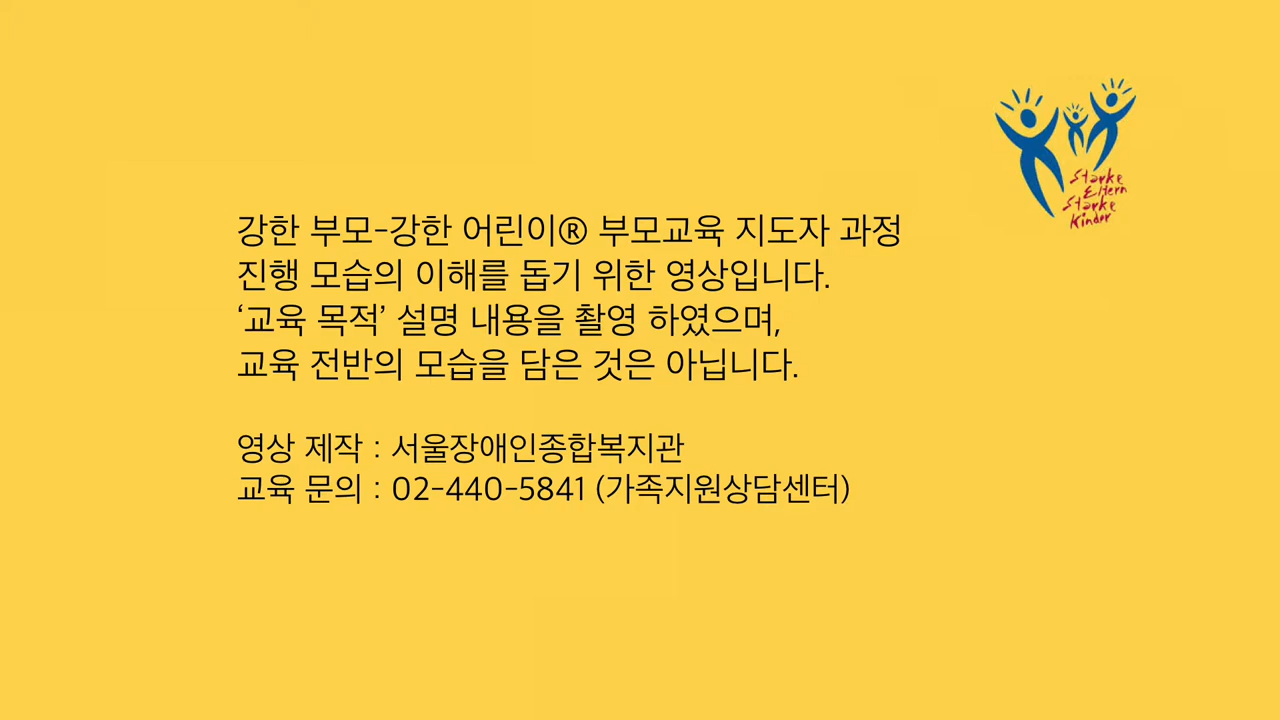 Starke
Eltern
Starke
Kinder
강한 부모-강한 어린이® 부모교육 지도자 과정
진행 모습의 이해를 돕기 위한 영상입니다.
‘교육 목적’ 설명 내용을 촬영 하였으며,
교육 전반의 모습을 담은 것은 아닙니다.
영상 제작 : 서울장애인종합복지관
교육 문의 : 02-440-5841 (가족지원상담센터)